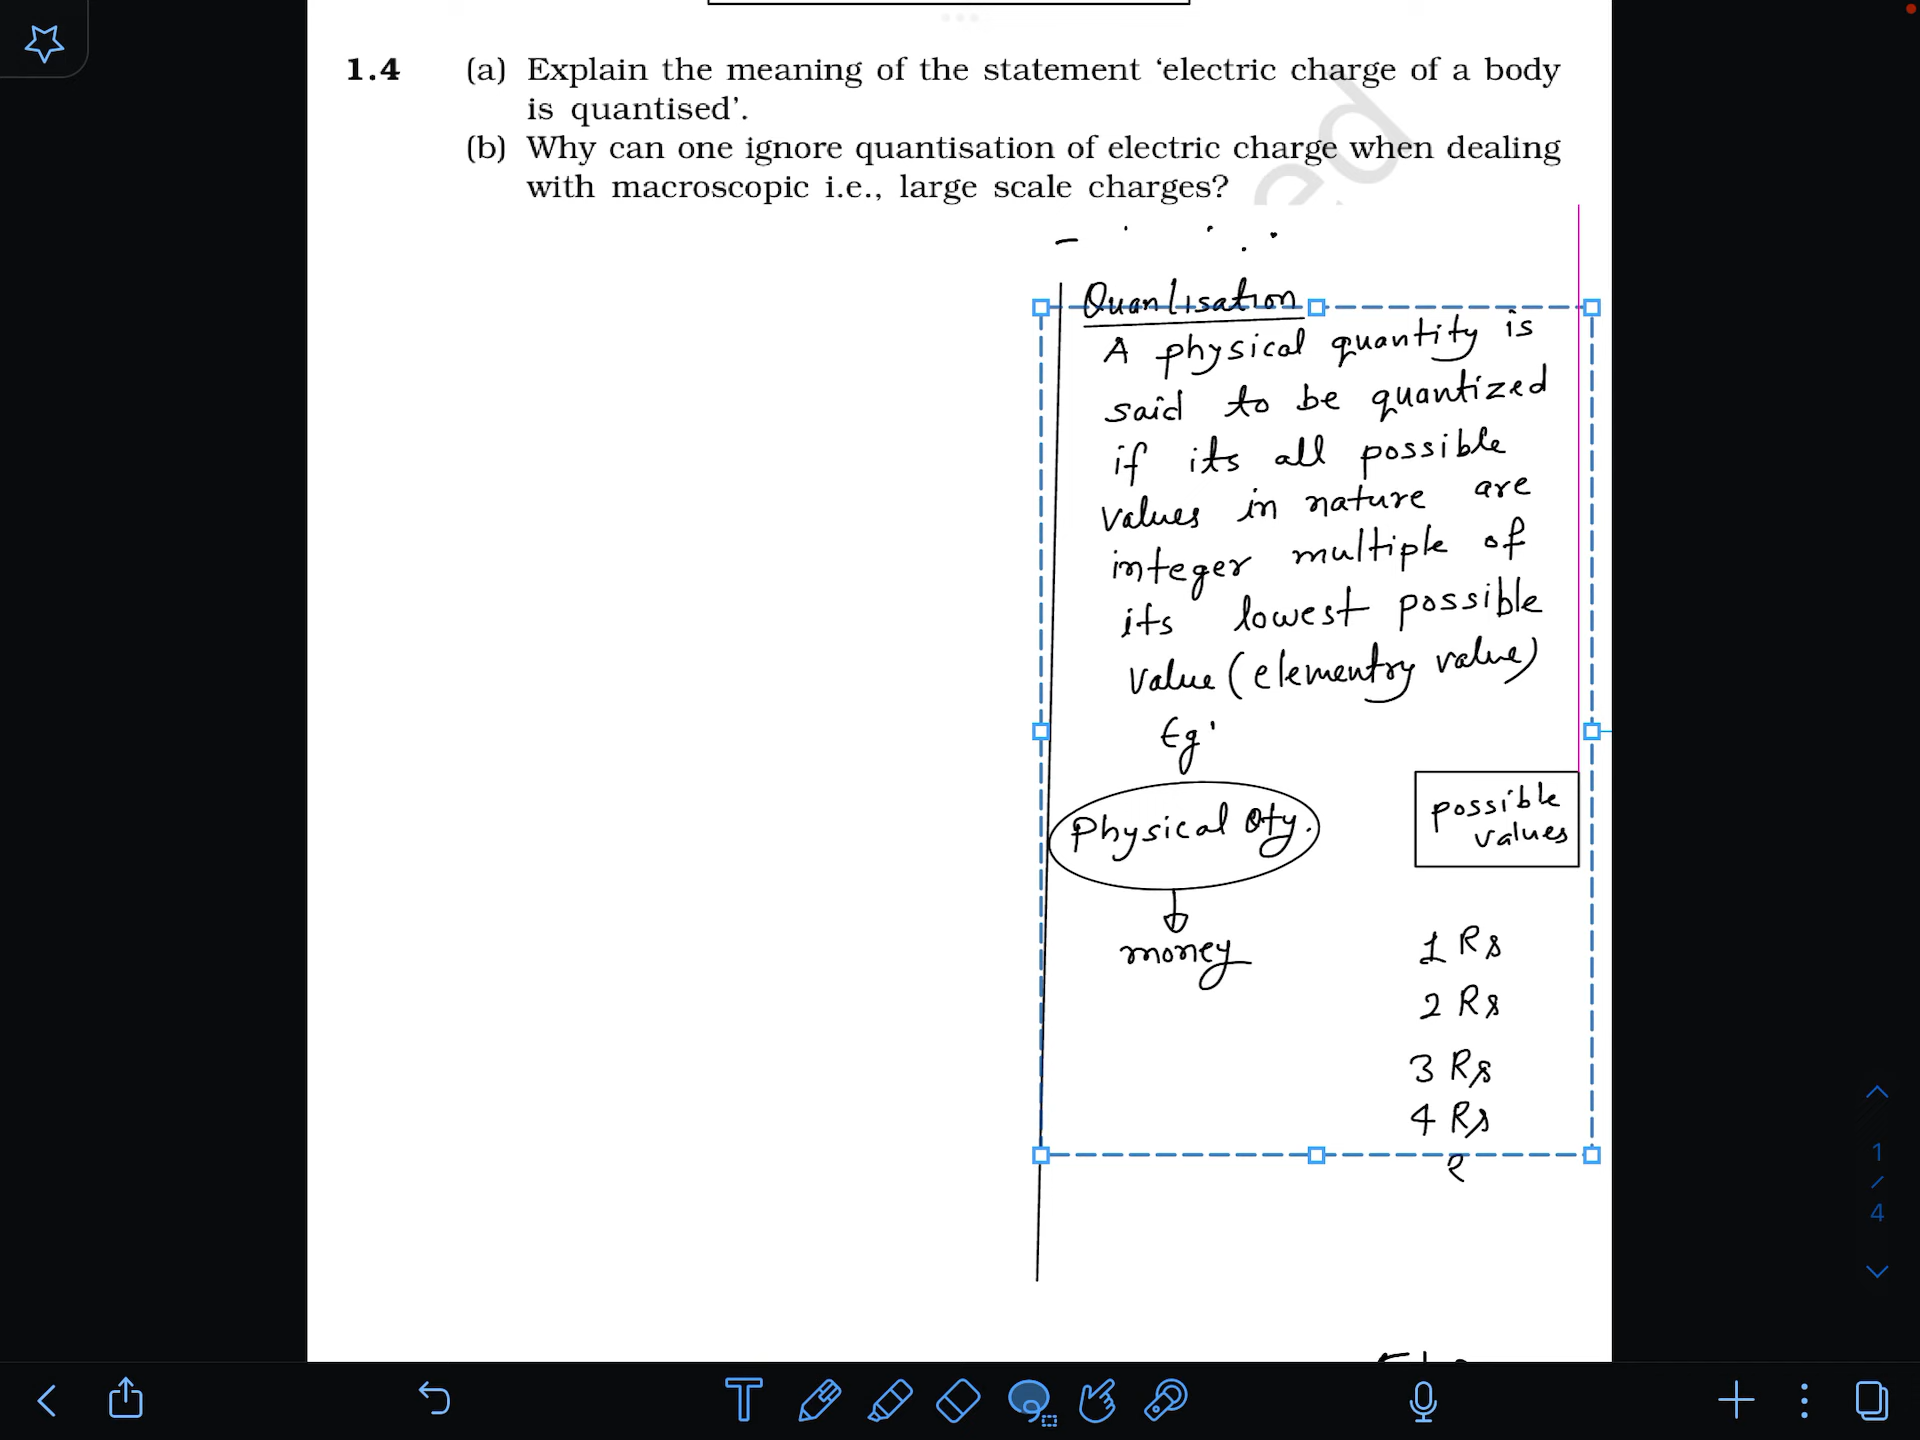 1.4 (a) Explain the meaning of the statement ‘electric charge of a body
is quantised’.
(b) Why can one ignore quantisation of electric charge when dealing
with macroscopic i.e., large scale charges?
ed
Quantisation
A physical quantity is
said to be quantized
if its all possible
values in nature are
integer multiple of
its lowest possible
value (elementry value)
Eg'
Physical Qty.
possible
values
money
1 Rs
2 Rs
3 Rs
4 Rs
1
/
4
T